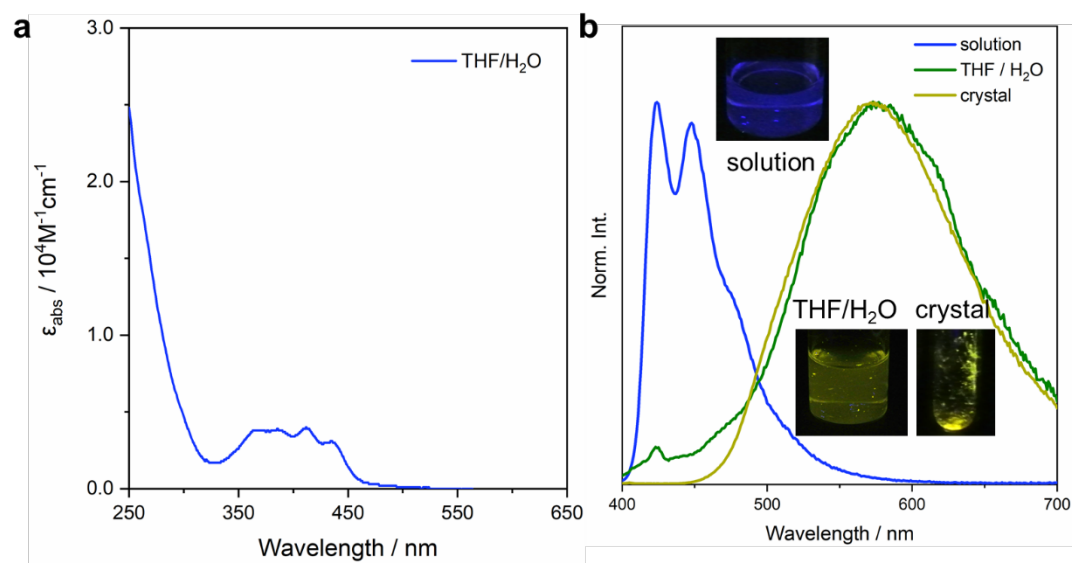 a
3.0
2.0
1.0
0.0
250
350
450
550
650
Wavelength / nm
εabs / 10⁴M⁻¹cm⁻¹
THF/H₂O
b
solution
THF / H₂O
crystal
solution
THF/H₂O
crystal
Norm. Int.
400
500
600
700
Wavelength / nm